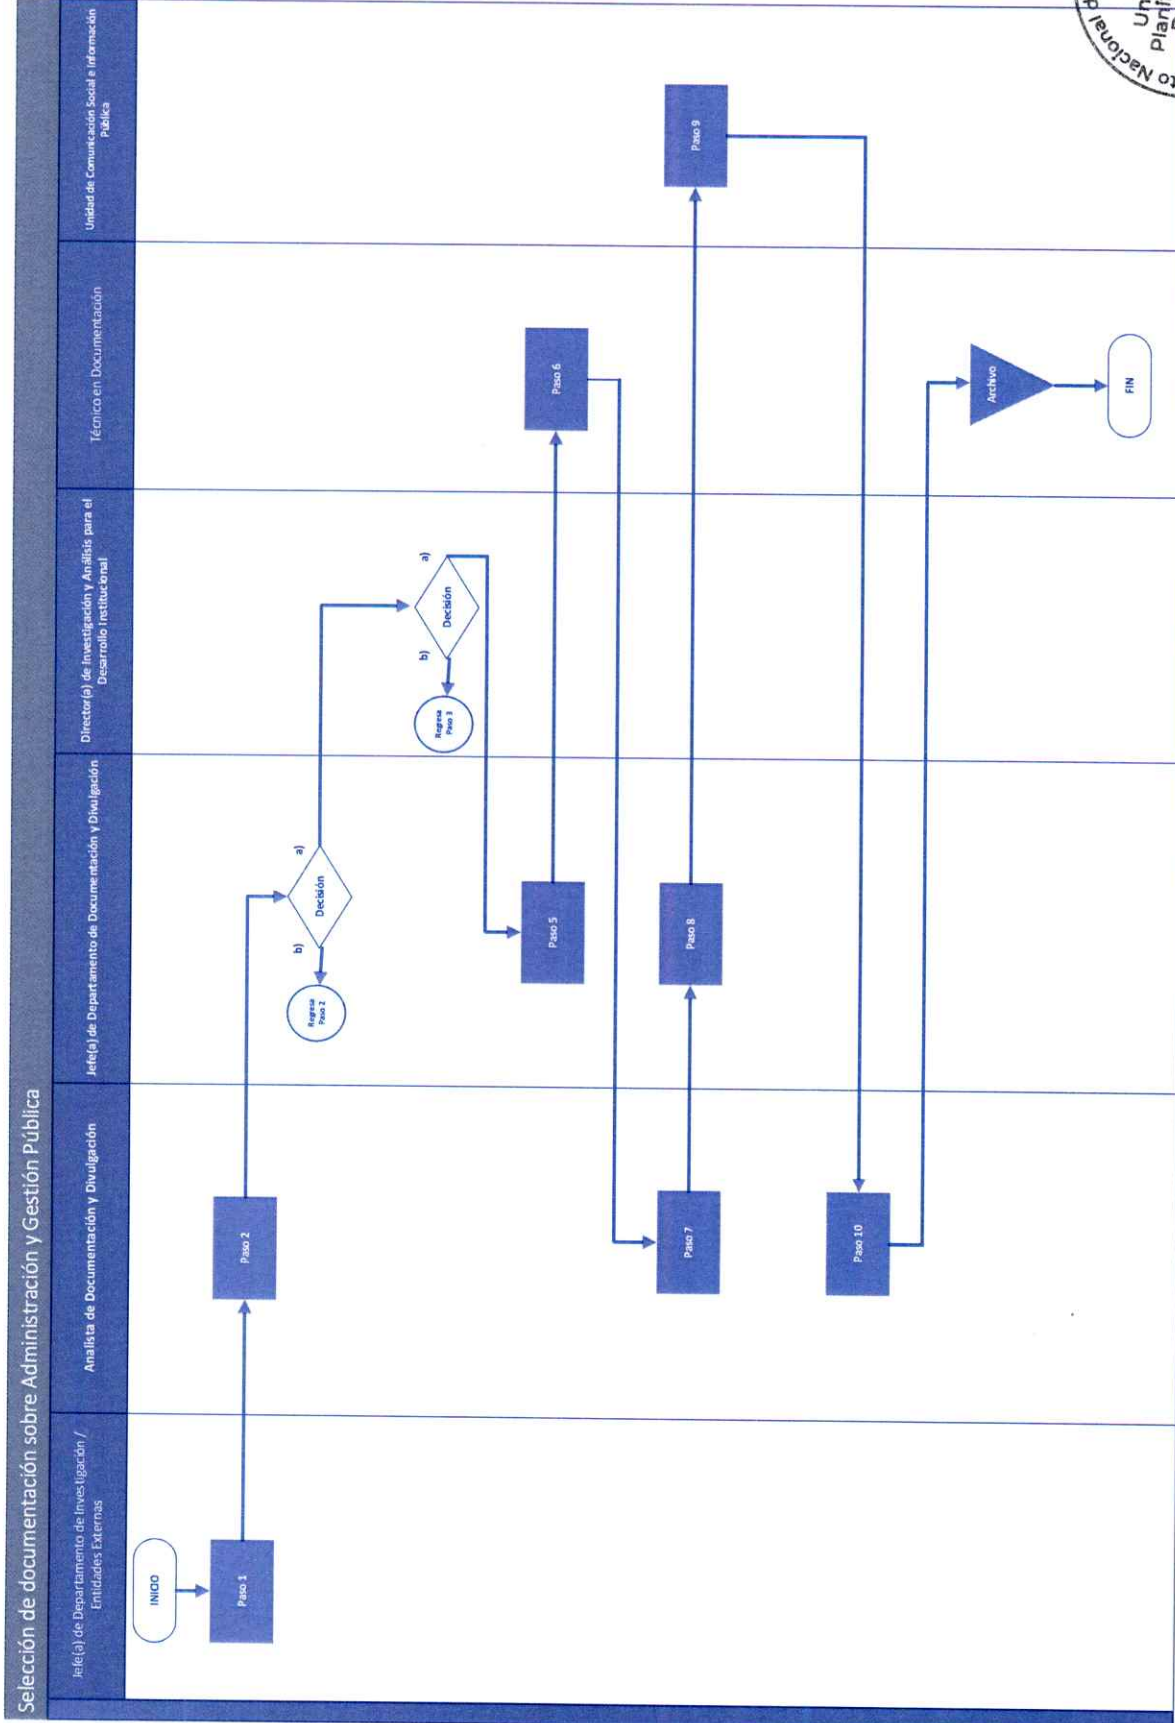 Selección de documentación sobre Administración y Gestión Pública
Jefe(a) de Departamento de Investigación /
Entidades Externas
Analista de Documentación y Divulgación
Jefe(a) de Departamento de Documentación y Divulgación
Director(a) de Investigación y Análisis para el
Desarrollo Institucional
Técnico en Documentación
Unidad de Comunicación Social e Información
Pública
INICIO
Paso 1
Paso 2
Decisión
a)
b)
Regresa
Paso 2
Decisión
a)
b)
Regresa
Paso 3
Paso 5
Paso 6
Paso 7
Paso 8
Paso 9
Paso 10
Archivo
FIN
Nacional